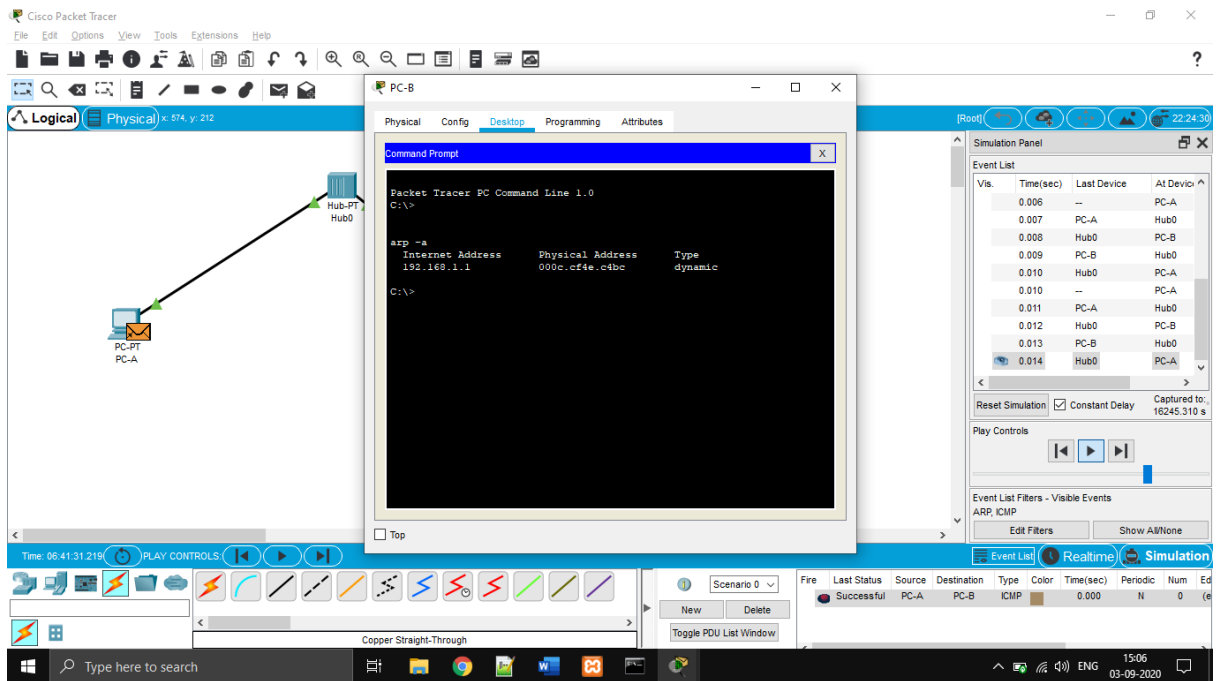 Cisco Packet Tracer
File Edit Options View Tools Extensions Help
?
Logical Physical x: 574, y: 212
[Root] 22:24:30
PC-B
Physical Config Desktop Programming Attributes
Command Prompt X
Packet Tracer PC Command Line 1.0
C:\>
arp -a
Internet Address Physical Address Type
192.168.1.1 000c.cf4e.c4bc dynamic
C:\>
Top
Hub-PT
Hub0
PC-PT
PC-A
Simulation Panel
Event List
Vis. Time(sec) Last Device At Device
0.006 -- PC-A
0.007 PC-A Hub0
0.008 Hub0 PC-B
0.009 PC-B Hub0
0.010 Hub0 PC-A
0.010 -- PC-A
0.011 PC-A Hub0
0.012 Hub0 PC-B
0.013 PC-B Hub0
0.014 Hub0 PC-A
Reset Simulation Constant Delay
Captured to:
16245.310 s
Play Controls
Event List Filters - Visible Events
ARP, ICMP
Edit Filters Show All/None
Time: 06:41:31.219 PLAY CONTROLS:
Event List Realtime Simulation
Scenario 0
New Delete
Toggle PDU List Window
Fire Last Status Source Destination Type Color Time(sec) Periodic Num Ed
Successful PC-A PC-B ICMP 0.000 N 0 (e
Copper Straight-Through
Type here to search
ENG
15:06
03-09-2020